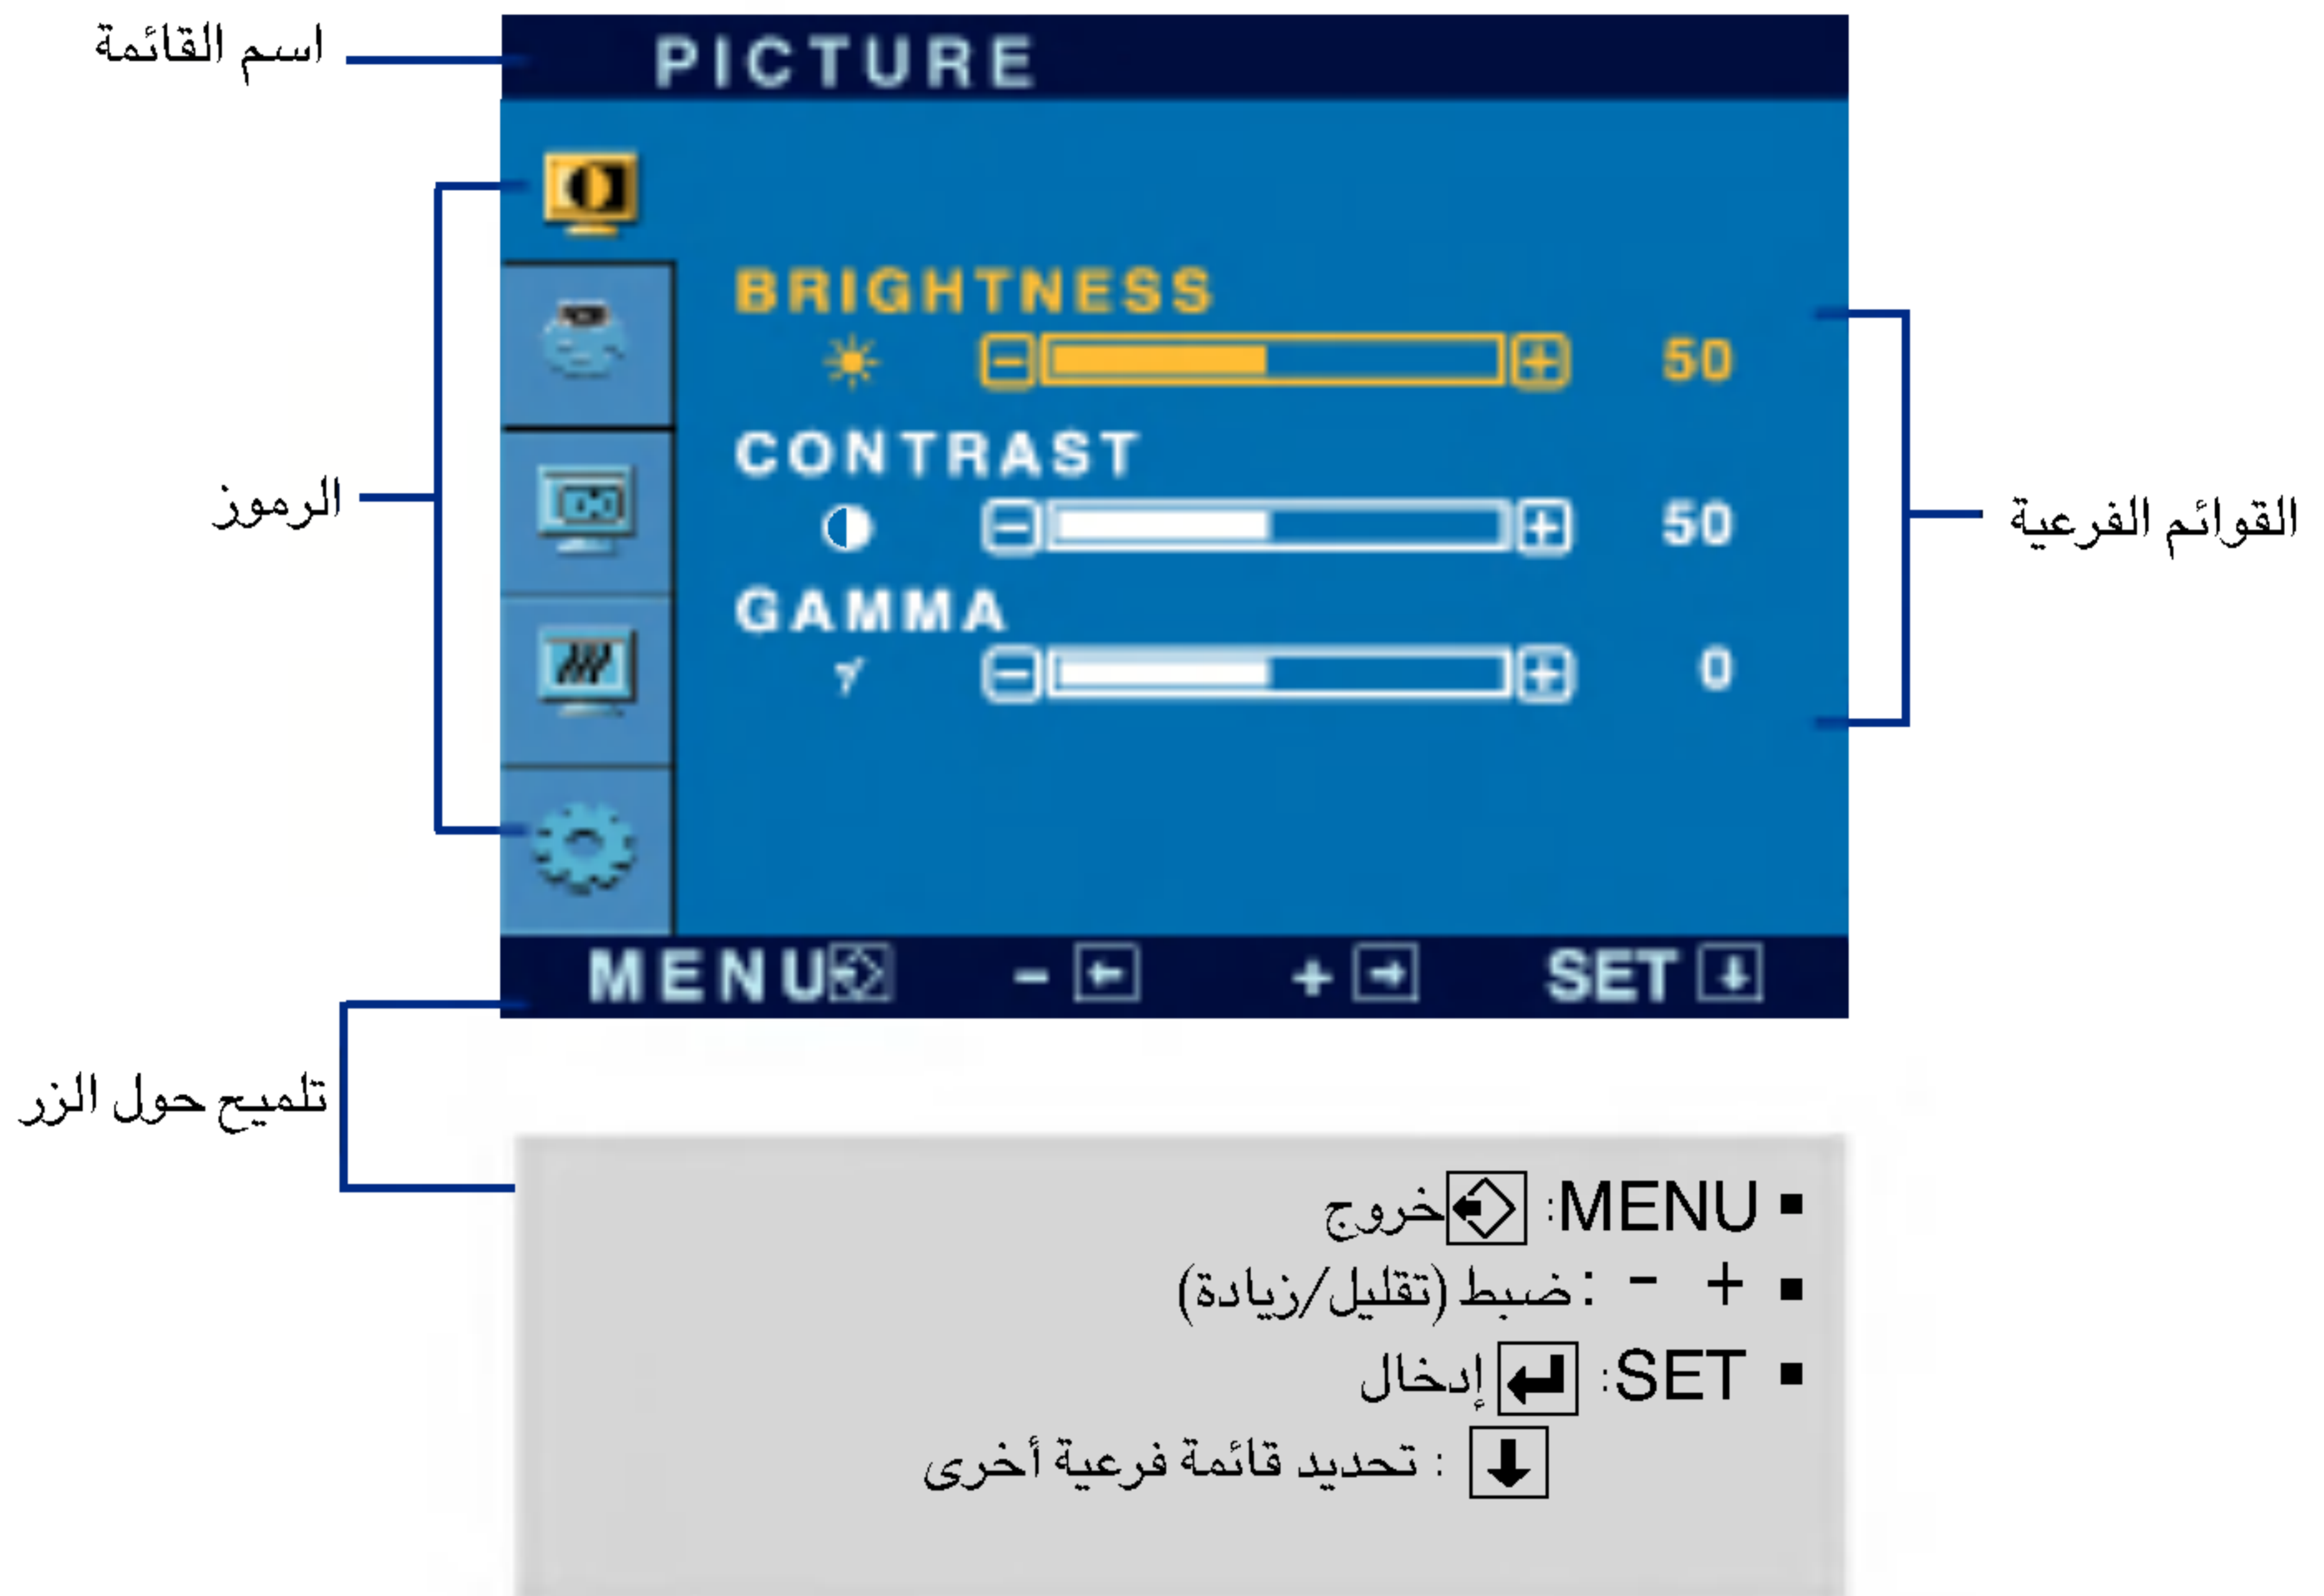 اسم القائمة
PICTURE
BRIGHTNESS
50
CONTRAST
50
GAMMA
0
الرموز
القوائم الفرعية
MENU - + SET
تلميح حول الزر
▪ MENU: خروج
▪ + - : ضبط (تقليل/زيادة)
▪ SET: إدخال
: تحديد قائمة فرعية أخرى